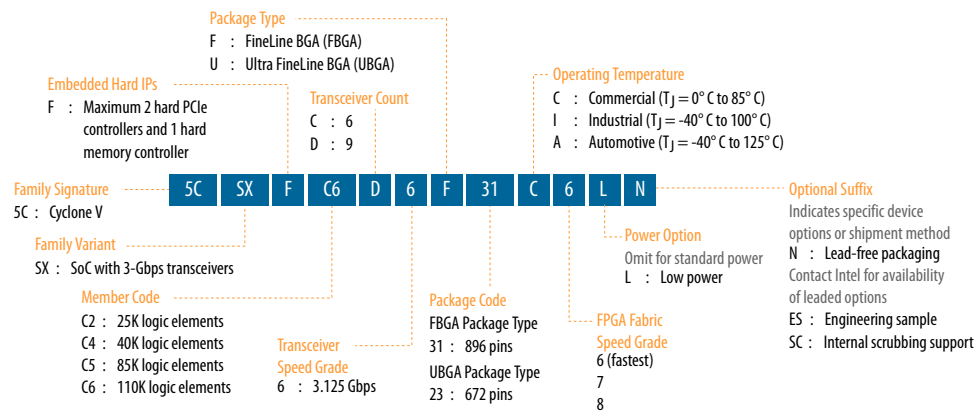 Package Type
F : FineLine BGA (FBGA)
U : Ultra FineLine BGA (UBGA)
Embedded Hard IPs
F : Maximum 2 hard PCIe
controllers and 1 hard
memory controller
Transceiver Count
C : 6
D : 9
Operating Temperature
C : Commercial (TJ = 0° C to 85° C)
I : Industrial (TJ = -40° C to 100° C)
A : Automotive (TJ = -40° C to 125° C)
Family Signature
5C : Cyclone V
5C SX F C6 D 6 F 31 C 6 L N
Optional Suffix
Indicates specific device
options or shipment method
N : Lead-free packaging
Contact Intel for availability
of leaded options
ES : Engineering sample
SC : Internal scrubbing support
Family Variant
SX : SoC with 3-Gbps transceivers
Power Option
Omit for standard power
L : Low power
Member Code
C2 : 25K logic elements
C4 : 40K logic elements
C5 : 85K logic elements
C6 : 110K logic elements
Transceiver
Speed Grade
6 : 3.125 Gbps
Package Code
FBGA Package Type
31 : 896 pins
UBGA Package Type
23 : 672 pins
FPGA Fabric
Speed Grade
6 (fastest)
7
8